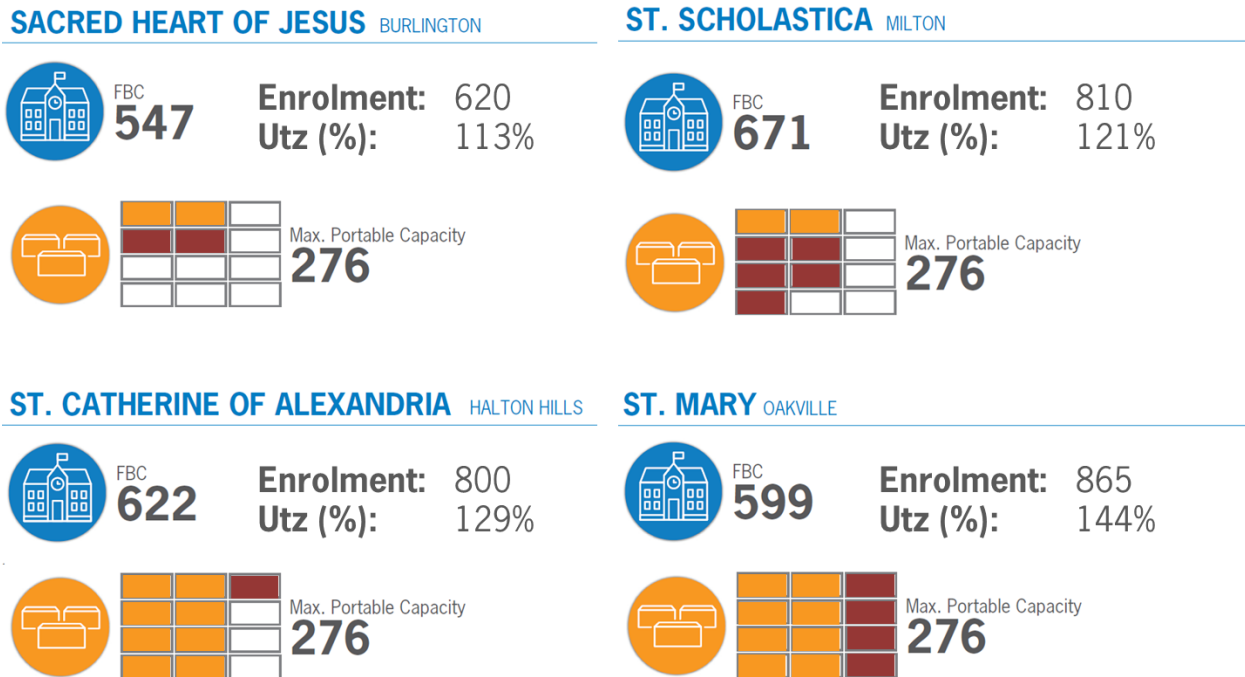 SACRED HEART OF JESUS BURLINGTON
FBC
547
Enrolment: 620
Utz (%): 113%
Max. Portable Capacity
276
ST. SCHOLASTICA MILTON
FBC
671
Enrolment: 810
Utz (%): 121%
Max. Portable Capacity
276
ST. CATHERINE OF ALEXANDRIA HALTON HILLS
FBC
622
Enrolment: 800
Utz (%): 129%
Max. Portable Capacity
276
ST. MARY OAKVILLE
FBC
599
Enrolment: 865
Utz (%): 144%
Max. Portable Capacity
276